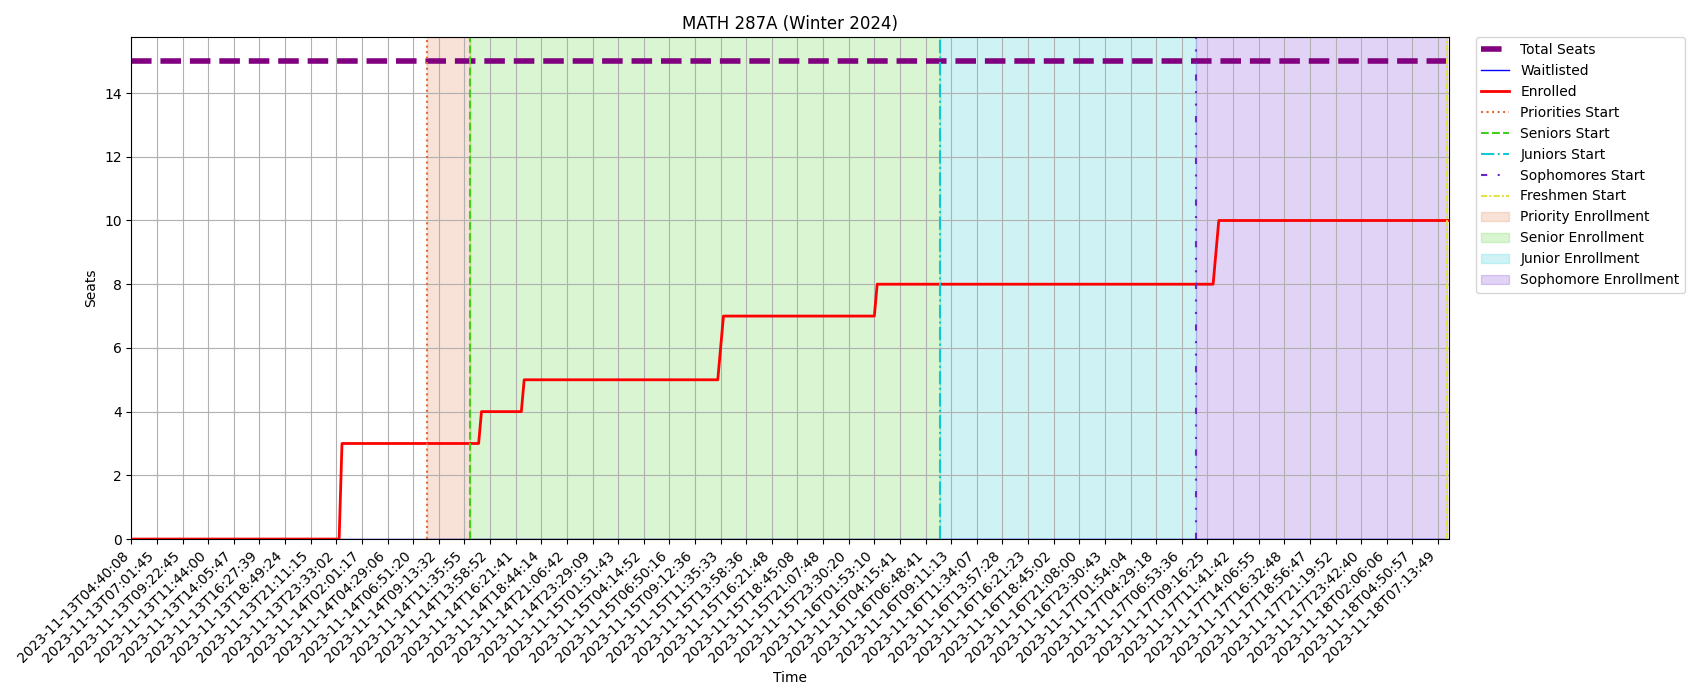 MATH 287A (Winter 2024)
Seats
14
12
10
8
6
4
2
0
2023-11-13T04:40:08
2023-11-13T07:01:45
2023-11-13T09:22:45
2023-11-13T11:44:00
2023-11-13T14:05:47
2023-11-13T16:27:39
2023-11-13T18:49:24
2023-11-13T21:11:15
2023-11-13T23:33:02
2023-11-14T02:01:17
2023-11-14T04:29:06
2023-11-14T06:51:20
2023-11-14T09:13:32
2023-11-14T11:35:55
2023-11-14T13:58:52
2023-11-14T16:21:41
2023-11-14T18:44:14
2023-11-14T21:06:42
2023-11-14T23:29:09
2023-11-15T01:51:43
2023-11-15T04:14:52
2023-11-15T06:50:16
2023-11-15T09:12:36
2023-11-15T11:35:33
2023-11-15T13:58:36
2023-11-15T16:21:48
2023-11-15T18:45:08
2023-11-15T21:07:48
2023-11-15T23:30:20
2023-11-16T01:53:10
2023-11-16T04:15:41
2023-11-16T06:48:41
2023-11-16T09:11:13
2023-11-16T11:34:07
2023-11-16T13:57:28
2023-11-16T16:21:23
2023-11-16T18:45:02
2023-11-16T21:08:00
2023-11-16T23:30:43
2023-11-17T01:54:04
2023-11-17T04:29:18
2023-11-17T06:53:36
2023-11-17T09:16:25
2023-11-17T11:41:42
2023-11-17T14:06:55
2023-11-17T16:32:48
2023-11-17T18:56:47
2023-11-17T21:19:52
2023-11-17T23:42:40
2023-11-18T02:06:06
2023-11-18T04:50:57
2023-11-18T07:13:49
Time
Total Seats
Waitlisted
Enrolled
Priorities Start
Seniors Start
Juniors Start
Sophomores Start
Freshmen Start
Priority Enrollment
Senior Enrollment
Junior Enrollment
Sophomore Enrollment